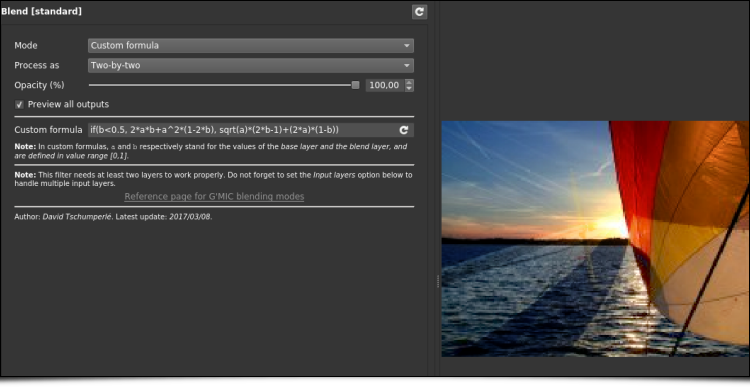 Blend [standard]
Mode Custom formula
Process as Two-by-two
Opacity (%) 100,00
Preview all outputs
Custom formula if(b<0.5, 2*a*b+a^2*(1-2*b), sqrt(a)*(2*b-1)+(2*a)*(1-b))
Note: In custom formulas, a and b respectively stand for the values of the base layer and the blend layer, and
are defined in value range [0,1].
Note: This filter needs at least two layers to work properly. Do not forget to set the Input layers option below to
handle multiple input layers.
Reference page for G'MIC blending modes
Author: David Tschumperlé. Latest update: 2017/03/08.